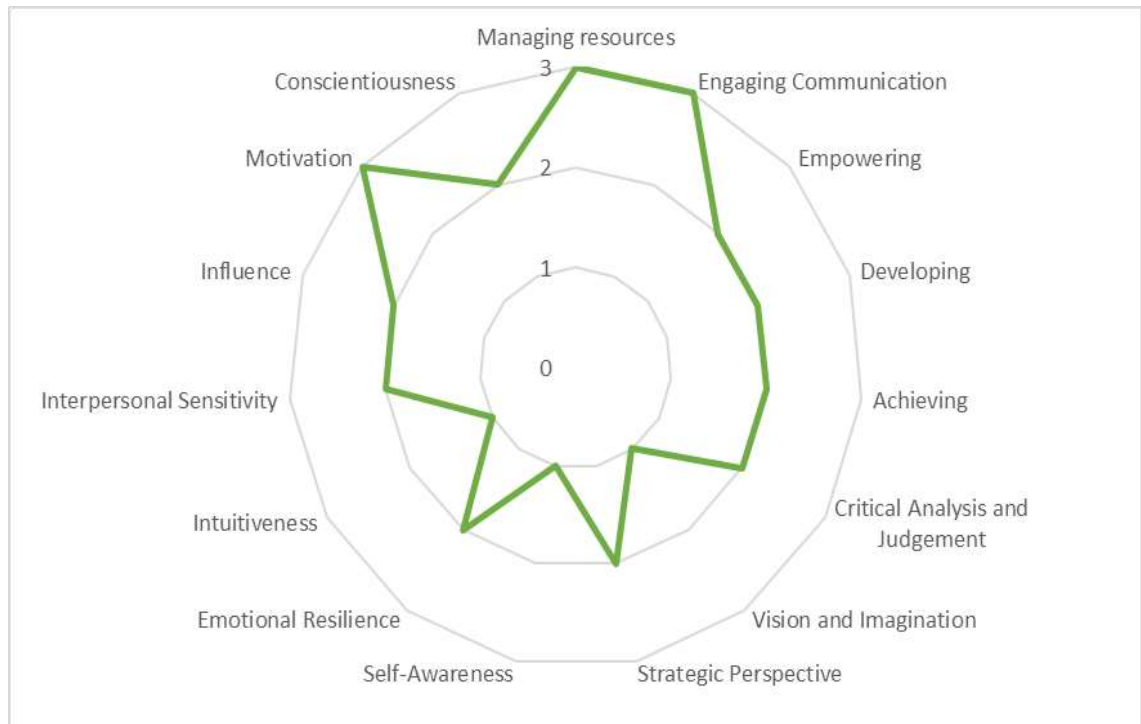 Managing resources
3
Conscientiousness
Engaging Communication
Motivation
Empowering
2
Influence
1
Developing
0
Interpersonal Sensitivity
Achieving
Intuitiveness
Critical Analysis and
Judgement
Emotional Resilience
Vision and Imagination
Self-Awareness
Strategic Perspective